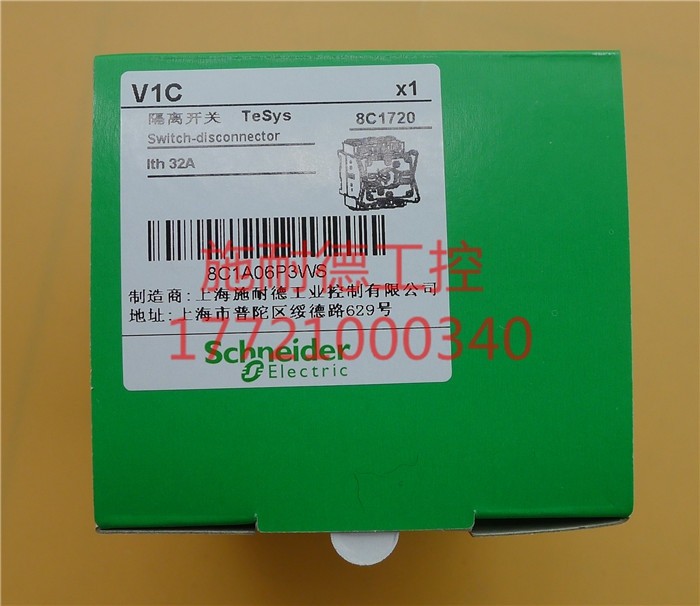 V1C x1
隔离开关 TeSys 8C1720
Switch-disconnector
Ith 32A
施耐德工控
8C1A06P3WS
制造商:上海施耐德工业控制有限公司
地址:上海市普陀区绥德路629号
17721000340
Schneider
Electric